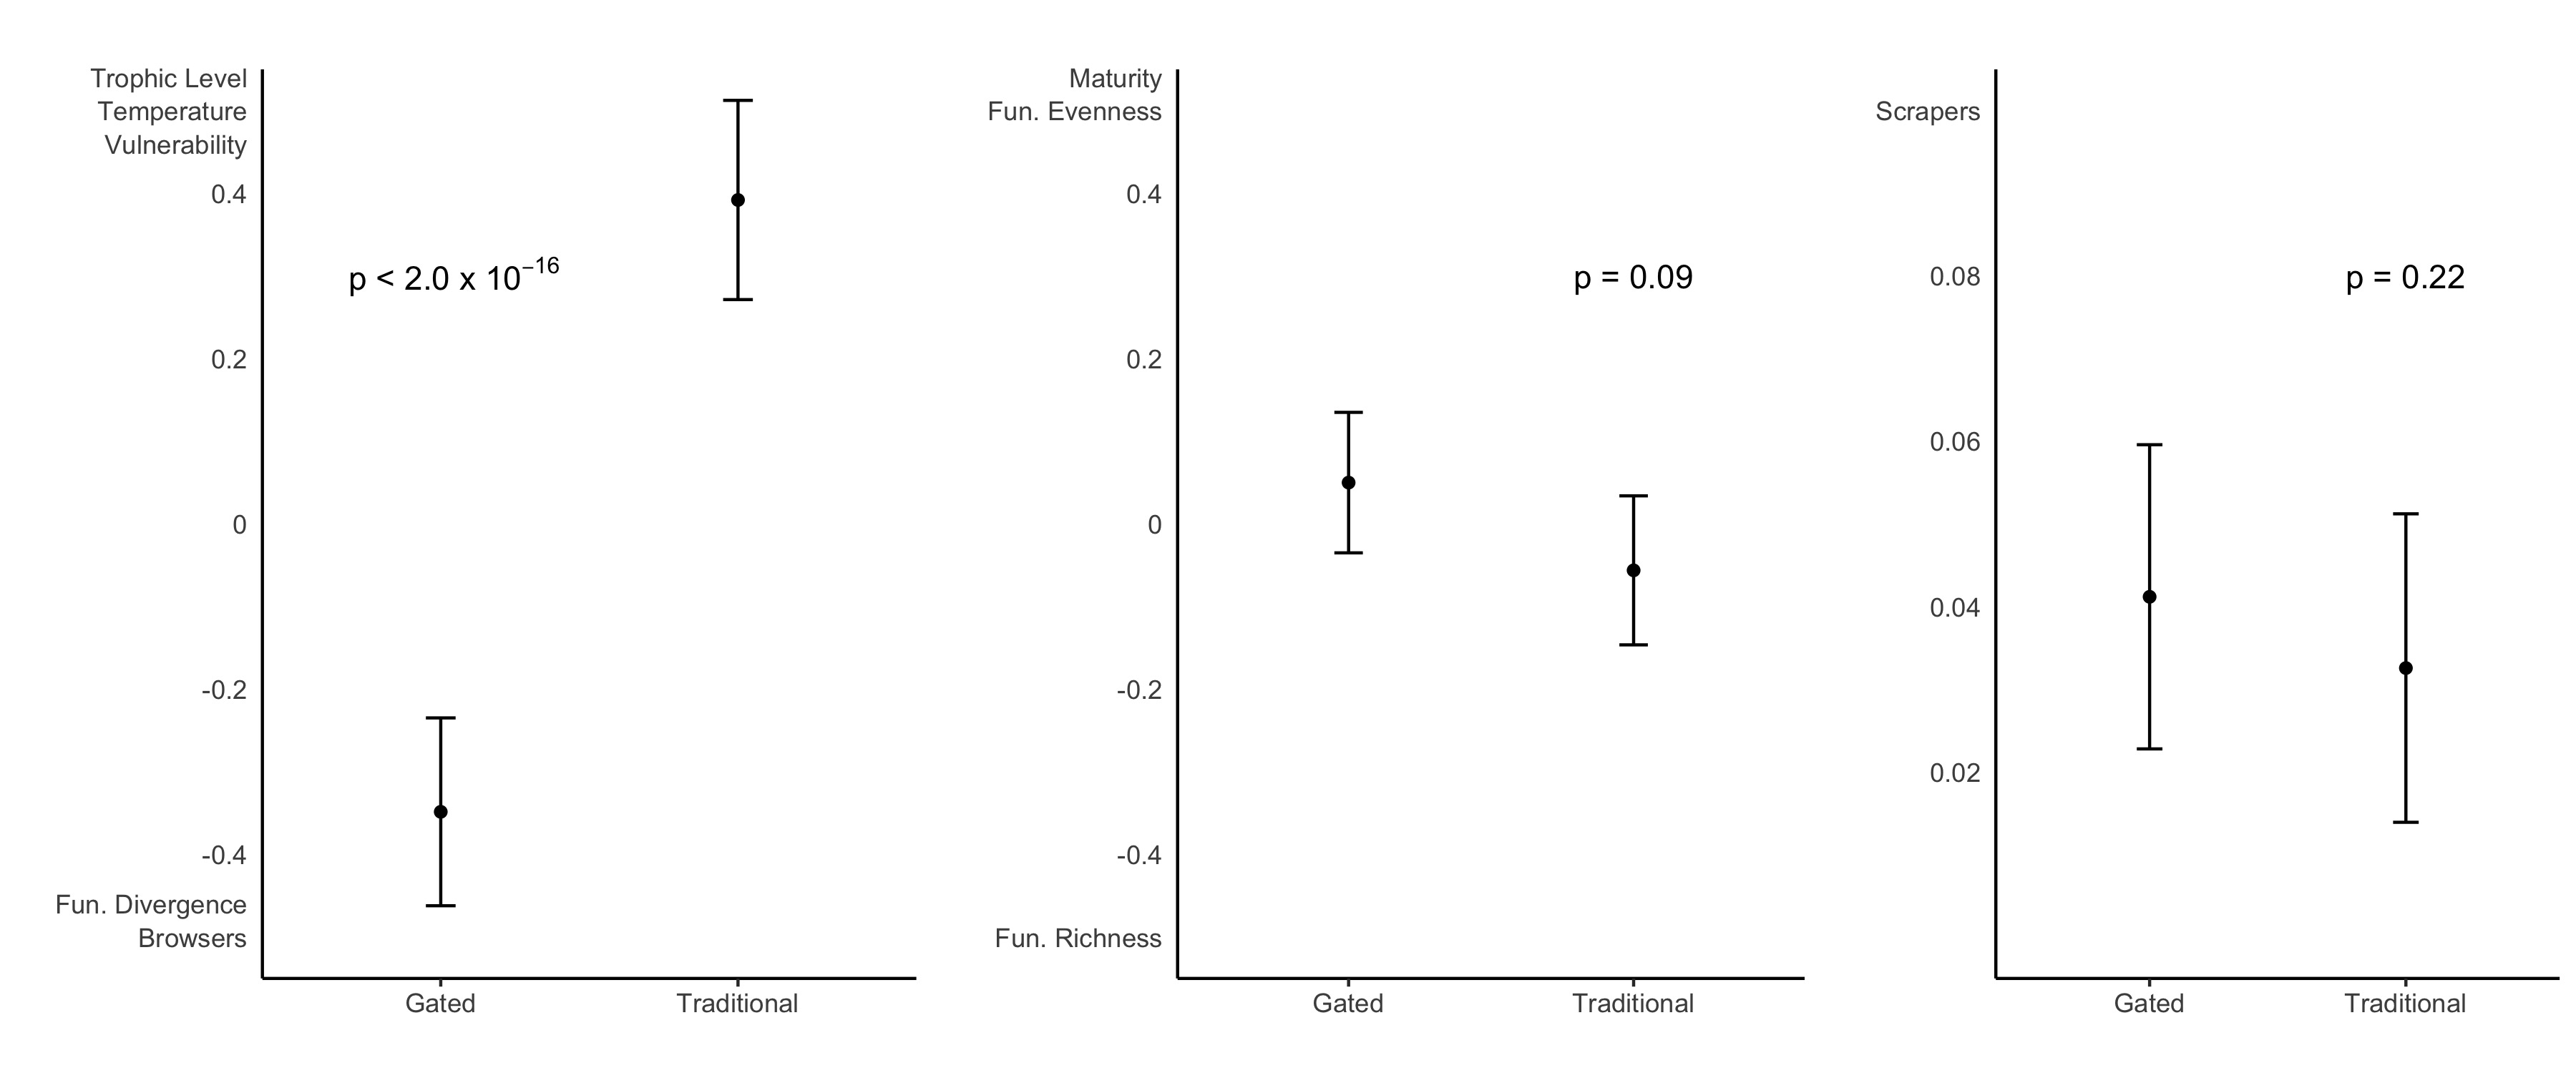 Trophic Level
Temperature
Vulnerability
0.4
0.2
0
-0.2
-0.4
Fun. Divergence
Browsers
p < 2.0 x 10⁻¹⁶
Gated
Traditional
Maturity
Fun. Evenness
0.4
0.2
0
-0.2
-0.4
Fun. Richness
p = 0.09
Gated
Traditional
Scrapers
0.08
0.06
0.04
0.02
p = 0.22
Gated
Traditional